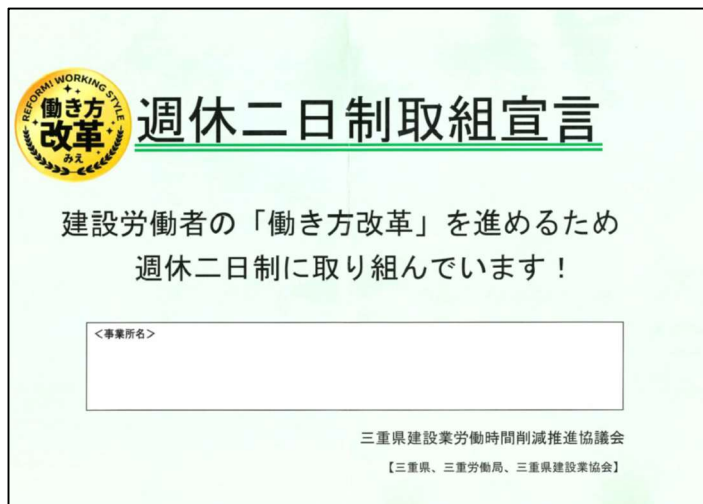 REFORM! WORKING STYLE
働き方
改革
みえ
週休二日制取組宣言
建設労働者の「働き方改革」を進めるため
週休二日制に取り組んでいます！
＜事業所名＞
三重県建設業労働時間削減推進協議会
【三重県、三重労働局、三重県建設業協会】